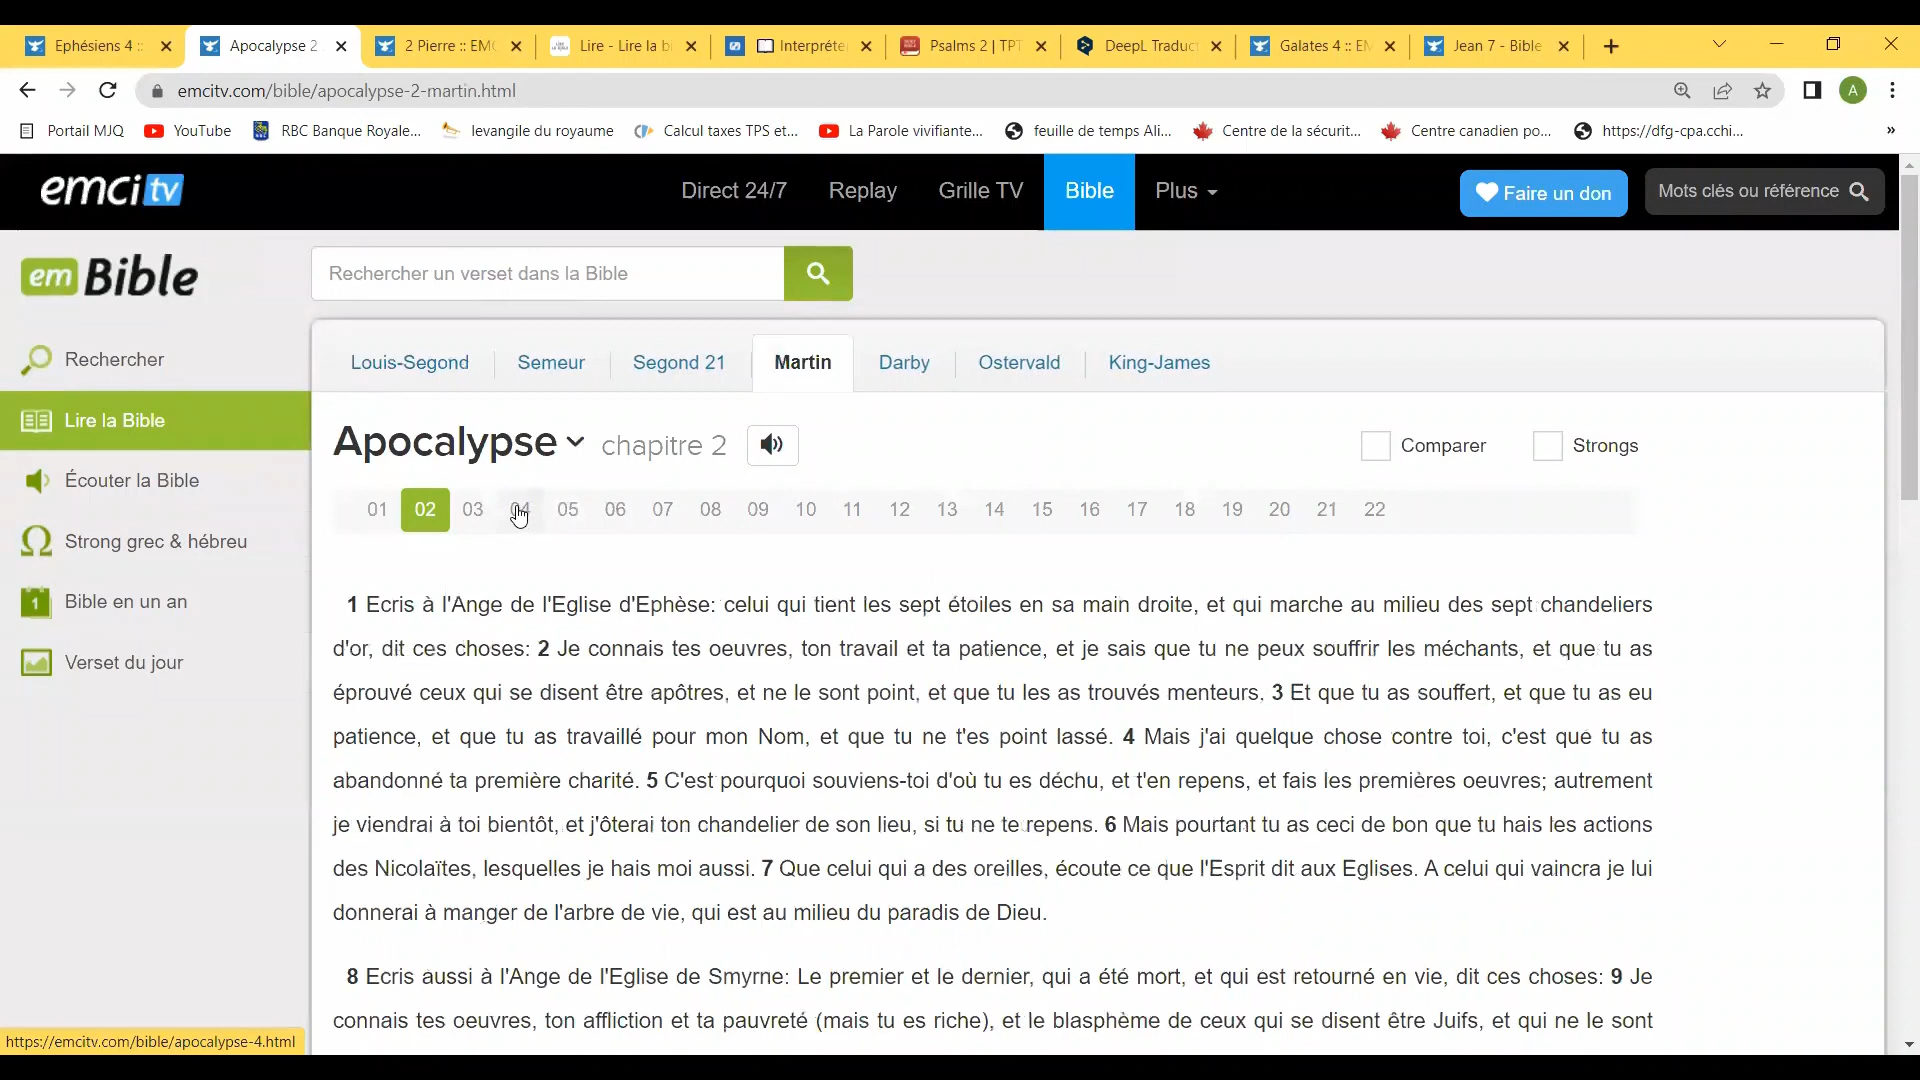 Ephésiens 4 ::
Apocalypse 2
2 Pierre :: EMC
Lire - Lire la bi
Interpréte
Psalms 2 | TPT
DeepL Traduct
Galates 4 :: EM
Jean 7 - Bible
emcitv.com/bible/apocalypse-2-martin.html
A
Portail MJQ
YouTube
RBC Banque Royale...
levangile du royaume
Calcul taxes TPS et...
La Parole vivifiante...
feuille de temps Ali...
Centre de la sécurit...
Centre canadien po...
https://dfg-cpa.cchi...
»
emci tv
Direct 24/7
Replay
Grille TV
Bible
Plus
Faire un don
Mots clés ou référence
em Bible
Rechercher un verset dans la Bible
Rechercher
Lire la Bible
Écouter la Bible
Strong grec & hébreu
1 Bible en un an
Verset du jour
Louis-Segond
Semeur
Segond 21
Martin
Darby
Ostervald
King-James
Apocalypse chapitre 2
Comparer
Strongs
01 02 03 04 05 06 07 08 09 10 11 12 13 14 15 16 17 18 19 20 21 22
1 Ecris à l'Ange de l'Eglise d'Ephèse: celui qui tient les sept étoiles en sa main droite, et qui marche au milieu des sept chandeliers
d'or, dit ces choses: 2 Je connais tes oeuvres, ton travail et ta patience, et je sais que tu ne peux souffrir les méchants, et que tu as
éprouvé ceux qui se disent être apôtres, et ne le sont point, et que tu les as trouvés menteurs. 3 Et que tu as souffert, et que tu as eu
patience, et que tu as travaillé pour mon Nom, et que tu ne t'es point lassé. 4 Mais j'ai quelque chose contre toi, c'est que tu as
abandonné ta première charité. 5 C'est pourquoi souviens-toi d'où tu es déchu, et t'en repens, et fais les premières oeuvres; autrement
je viendrai à toi bientôt, et j'ôterai ton chandelier de son lieu, si tu ne te repens. 6 Mais pourtant tu as ceci de bon que tu hais les actions
des Nicolaïtes, lesquelles je hais moi aussi. 7 Que celui qui a des oreilles, écoute ce que l'Esprit dit aux Eglises. A celui qui vaincra je lui
donnerai à manger de l'arbre de vie, qui est au milieu du paradis de Dieu.
8 Ecris aussi à l'Ange de l'Eglise de Smyrne: Le premier et le dernier, qui a été mort, et qui est retourné en vie, dit ces choses: 9 Je
connais tes oeuvres, ton affliction et ta pauvreté (mais tu es riche), et le blasphème de ceux qui se disent être Juifs, et qui ne le sont
https://emcitv.com/bible/apocalypse-4.html